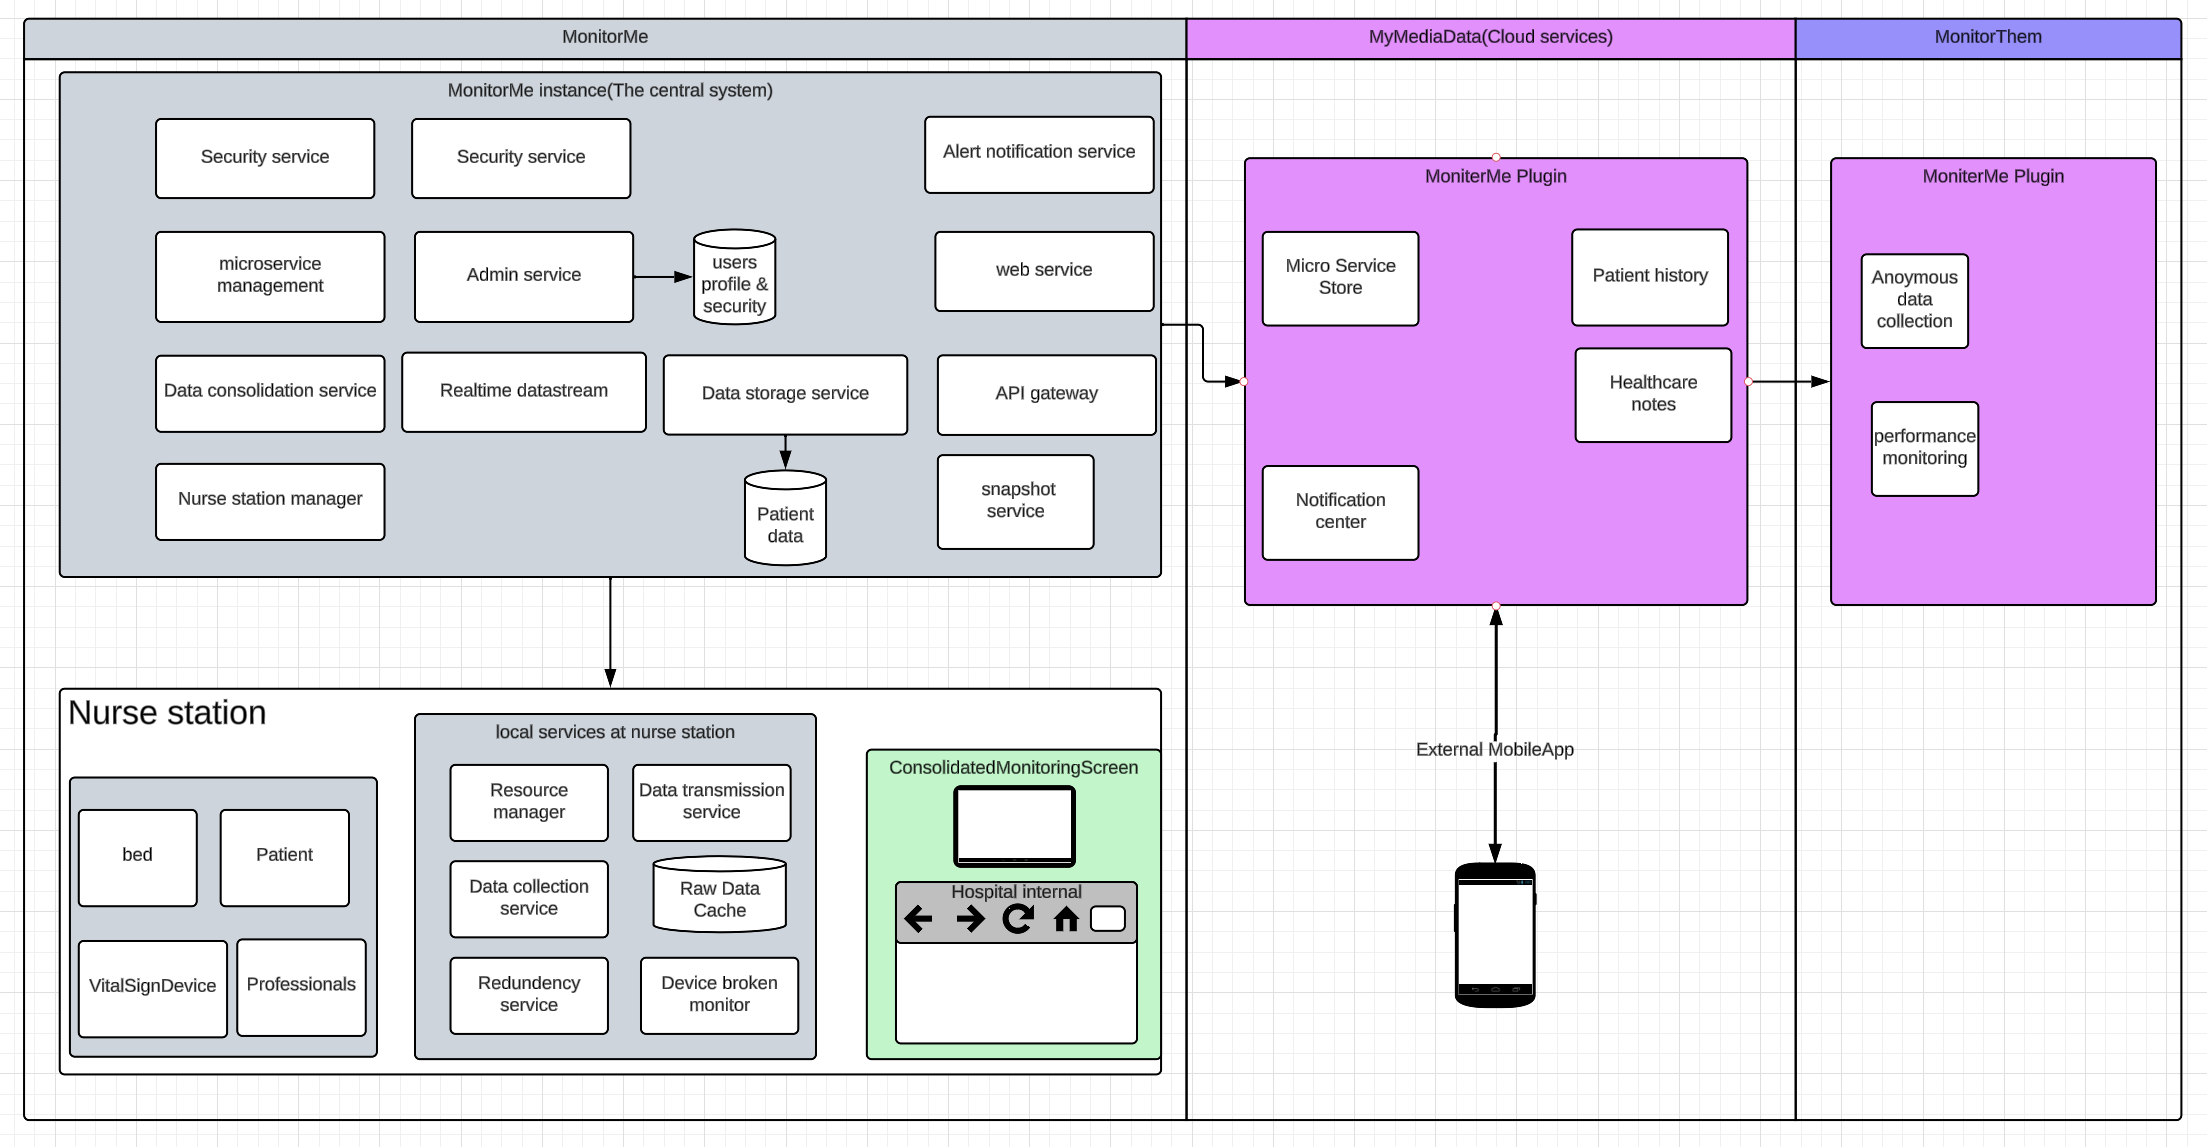 MonitorMe
MyMediaData(Cloud services)
MonitorThem
MonitorMe instance(The central system)
Security service
Security service
Alert notification service
microservice
management
Admin service
users
profile &
security
web service
Data consolidation service
Realtime datastream
Data storage service
API gateway
Nurse station manager
Patient
data
snapshot
service
MoniterMe Plugin
Micro Service
Store
Patient history
Healthcare
notes
Notification
center
MoniterMe Plugin
Anoymous
data
collection
performance
monitoring
Nurse station
bed
Patient
VitalSignDevice
Professionals
local services at nurse station
Resource
manager
Data transmission
service
Data collection
service
Raw Data
Cache
Redundency
service
Device broken
monitor
ConsolidatedMonitoringScreen
Hospital internal
External MobileApp